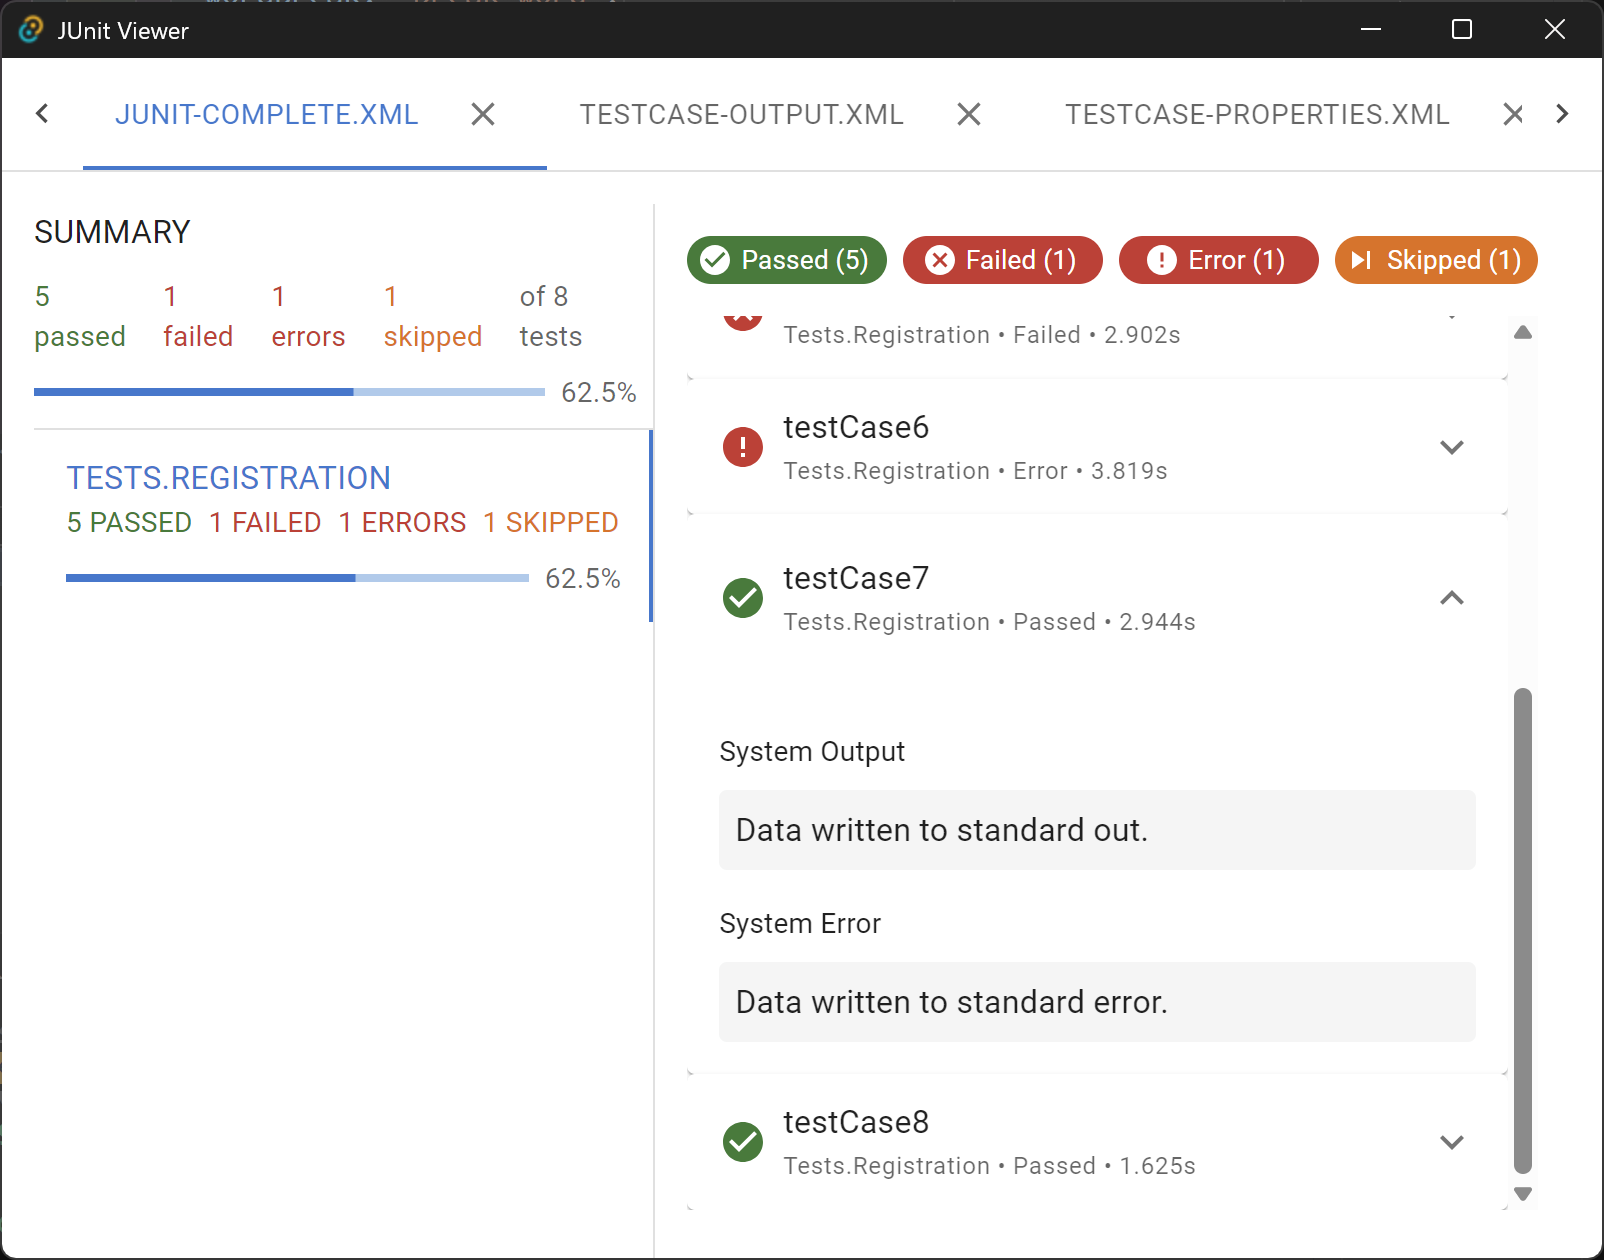 JUnit Viewer
JUNIT-COMPLETE.XML
TESTCASE-OUTPUT.XML
TESTCASE-PROPERTIES.XML
SUMMARY
5 passed
1 failed
1 errors
1 skipped
of 8 tests
62.5%
TESTS.REGISTRATION
5 PASSED 1 FAILED 1 ERRORS 1 SKIPPED
62.5%
Passed (5)
Failed (1)
Error (1)
Skipped (1)
Tests.Registration • Failed • 2.902s
testCase6
Tests.Registration • Error • 3.819s
testCase7
Tests.Registration • Passed • 2.944s
System Output
Data written to standard out.
System Error
Data written to standard error.
testCase8
Tests.Registration • Passed • 1.625s